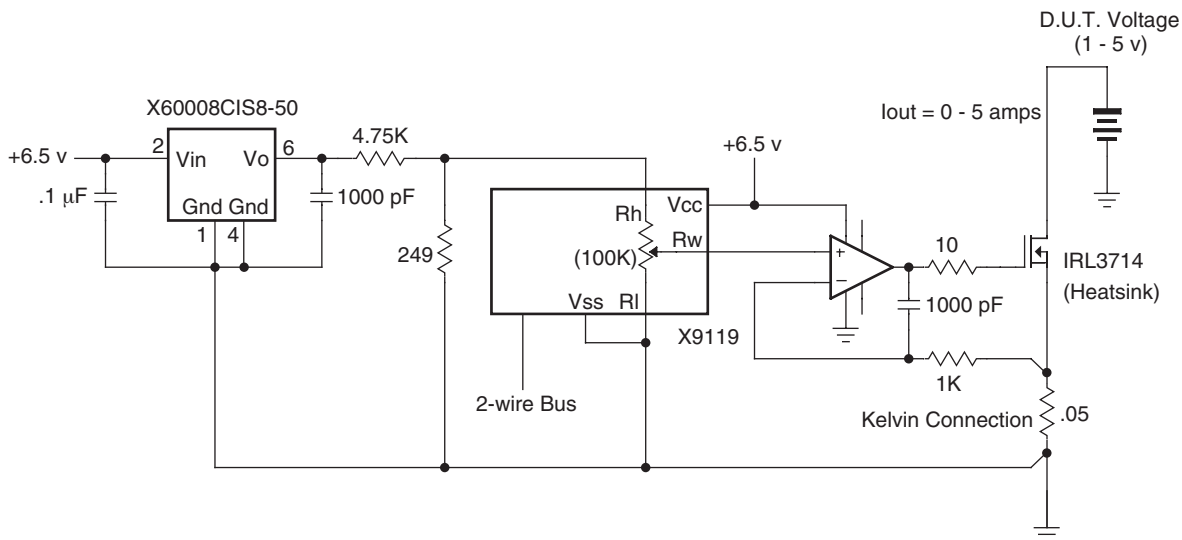 D.U.T. Voltage
(1 - 5 v)
X60008CIS8-50
Iout = 0 - 5 amps
4.75K
+6.5 v
2
Vin
Vo
6
+6.5 v
.1 μF
1000 pF
Gnd Gnd
1
4
249
Rh
Vcc
(100K)
Rw
Vss
Rl
X9119
2-wire Bus
+
−
10
IRL3714
(Heatsink)
1000 pF
1K
Kelvin Connection
.05